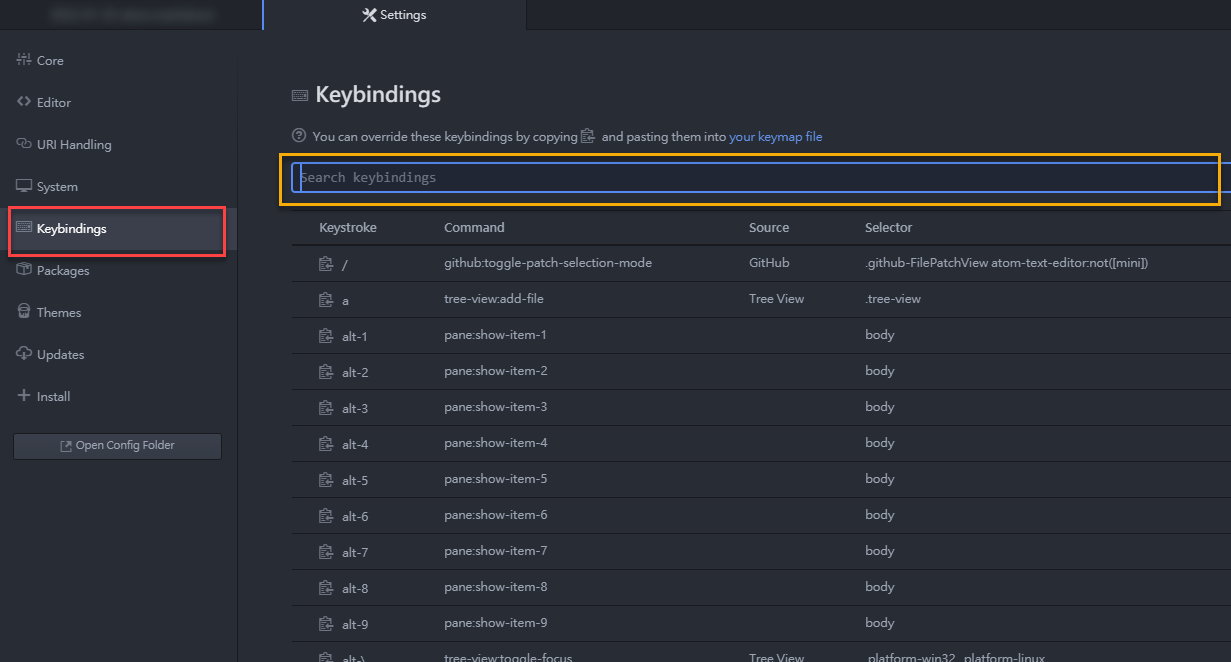 Settings
Core
Editor
URI Handling
System
Keybindings
Packages
Themes
Updates
Install
Open Config Folder
Keybindings
You can override these keybindings by copying and pasting them into your keymap file
Search keybindings
Keystroke Command Source Selector
/ github:toggle-patch-selection-mode GitHub .github-FilePatchView atom-text-editor:not([mini])
a tree-view:add-file Tree View .tree-view
alt-1 pane:show-item-1 body
alt-2 pane:show-item-2 body
alt-3 pane:show-item-3 body
alt-4 pane:show-item-4 body
alt-5 pane:show-item-5 body
alt-6 pane:show-item-6 body
alt-7 pane:show-item-7 body
alt-8 pane:show-item-8 body
alt-9 pane:show-item-9 body
alt-\ tree-view:toggle-focus Tree View .platform-win32, .platform-linux